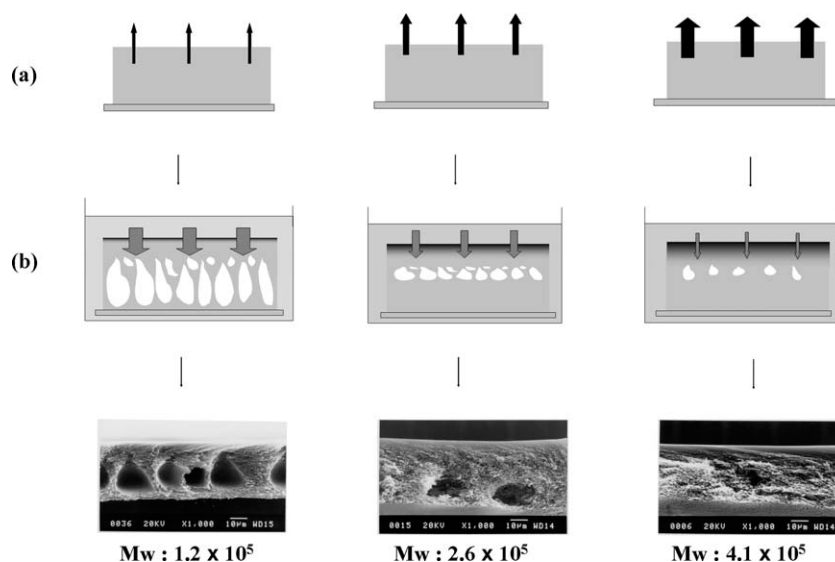 (a)
(b)
0036 20KV X1,000 10µm WD15
0015 20KV X1,000 10µm WD14
0006 20KV X1,000 10µm WD14
Mw : 1.2 x 10⁵
Mw : 2.6 x 10⁵
Mw : 4.1 x 10⁵